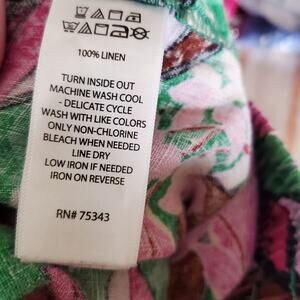 100% LINEN
TURN INSIDE OUT
MACHINE WASH COOL
- DELICATE CYCLE
WASH WITH LIKE COLORS
ONLY NON-CHLORINE
BLEACH WHEN NEEDED
LINE DRY
LOW IRON IF NEEDED
IRON ON REVERSE
RN# 75343